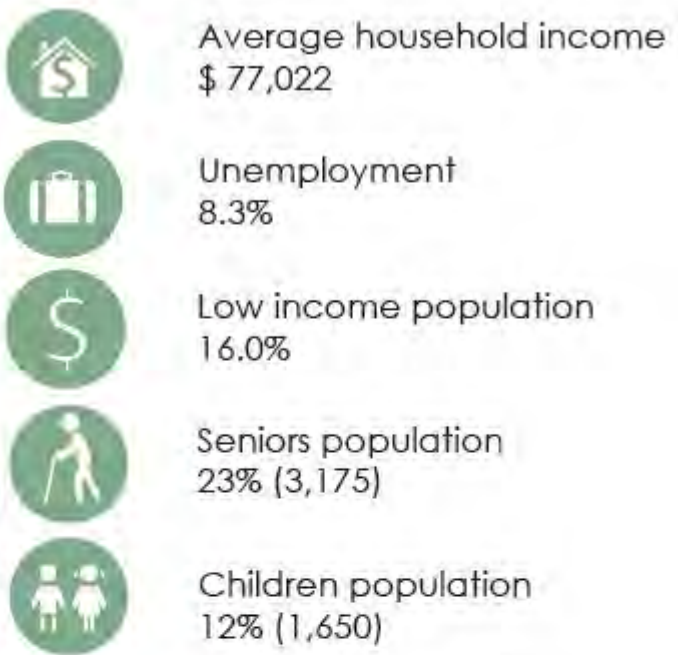 Average household income
$ 77,022
Unemployment
8.3%
Low income population
16.0%
Seniors population
23% (3,175)
Children population
12% (1,650)